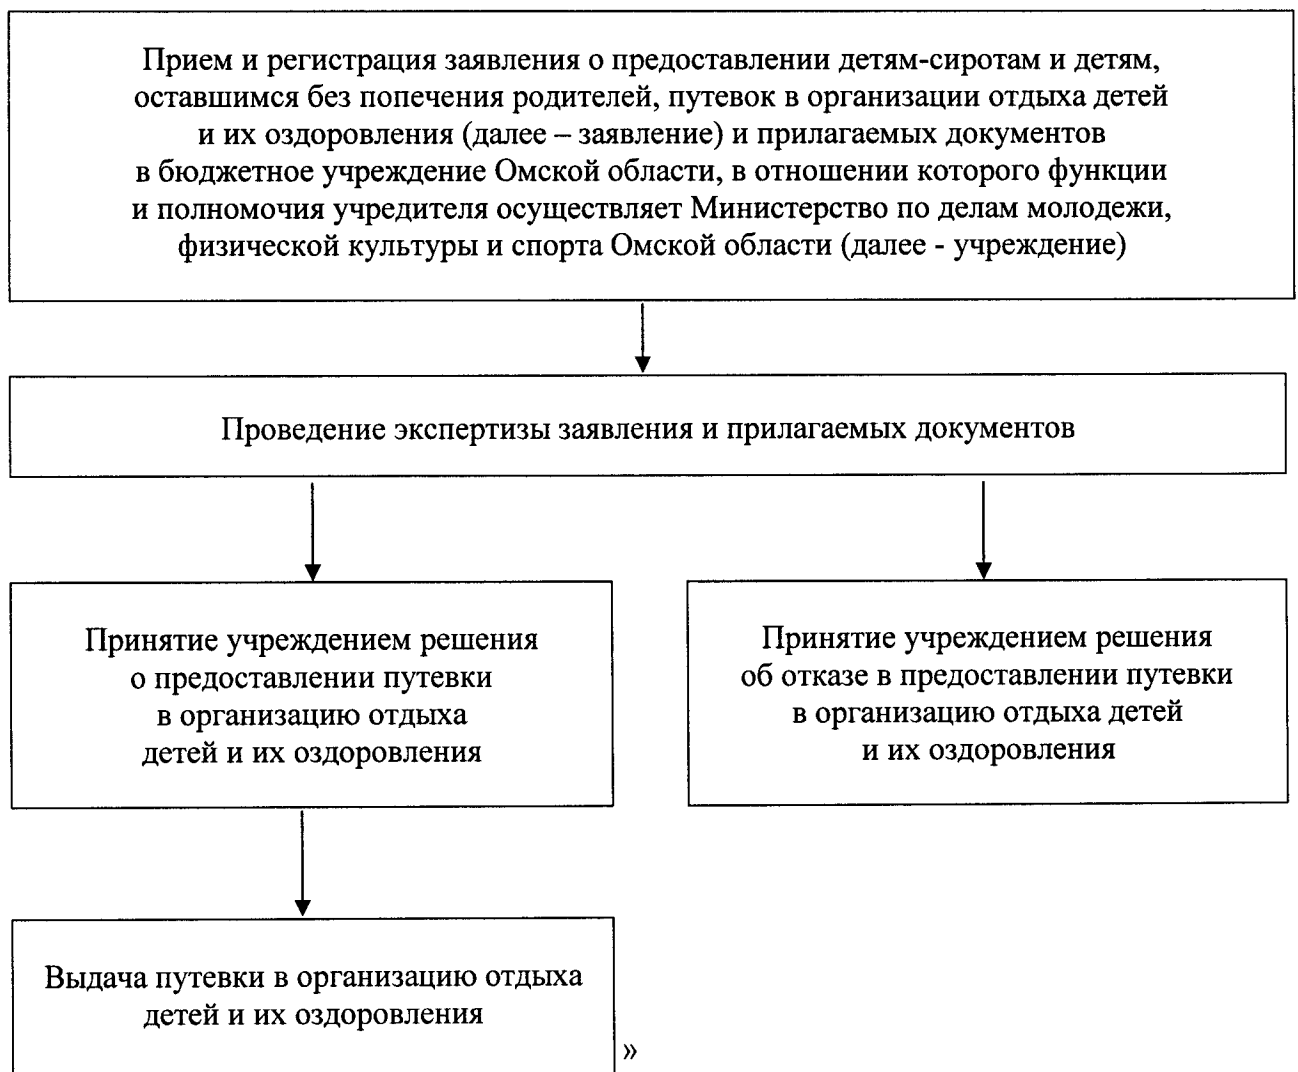 Прием и регистрация заявления о предоставлении детям-сиротам и детям,
оставшимся без попечения родителей, путевок в организации отдыха детей
и их оздоровления (далее – заявление) и прилагаемых документов
в бюджетное учреждение Омской области, в отношении которого функции
и полномочия учредителя осуществляет Министерство по делам молодежи,
физической культуры и спорта Омской области (далее - учреждение)
Проведение экспертизы заявления и прилагаемых документов
Принятие учреждением решения
о предоставлении путевки
в организацию отдыха
детей и их оздоровления
Принятие учреждением решения
об отказе в предоставлении путевки
в организацию отдыха детей
и их оздоровления
Выдача путевки в организацию отдыха
детей и их оздоровления
»